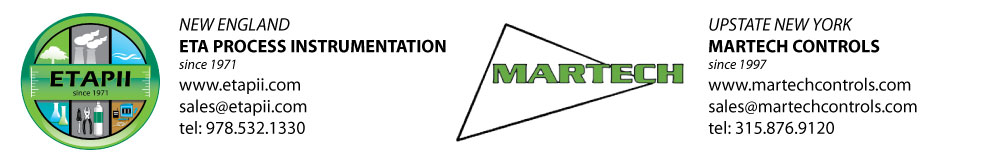 ETAPII
since 1971
NEW ENGLAND
ETA PROCESS INSTRUMENTATION
since 1971
www.etapii.com
sales@etapii.com
tel: 978.532.1330
MARTECH
UPSTATE NEW YORK
MARTECH CONTROLS
since 1997
www.martechcontrols.com
sales@martechcontrols.com
tel: 315.876.9120